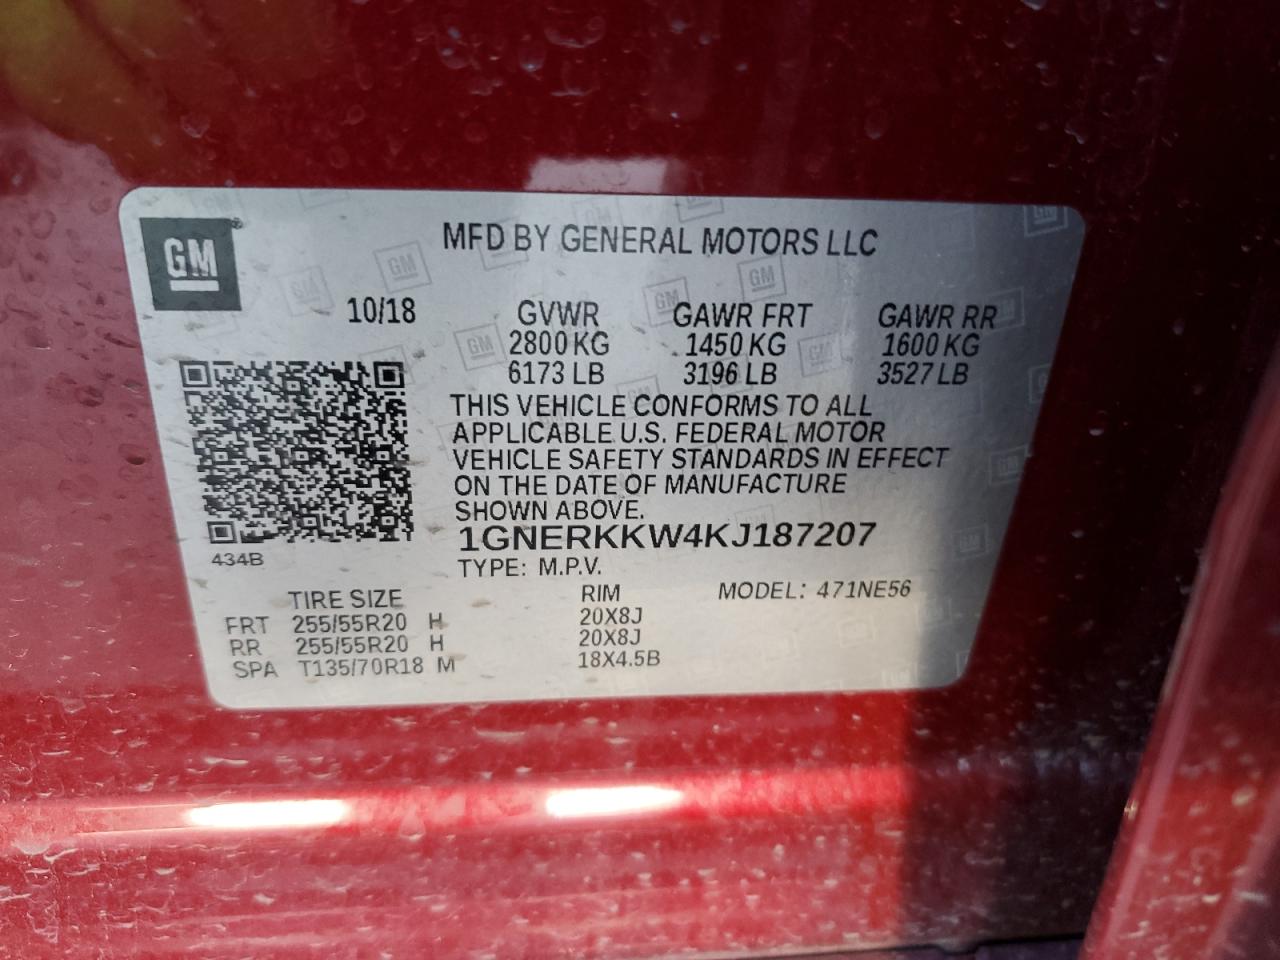 GM
MFD BY GENERAL MOTORS LLC
10/18 GVWR GAWR FRT GAWR RR
2800 KG 1450 KG 1600 KG
6173 LB 3196 LB 3527 LB
THIS VEHICLE CONFORMS TO ALL
APPLICABLE U.S. FEDERAL MOTOR
VEHICLE SAFETY STANDARDS IN EFFECT
ON THE DATE OF MANUFACTURE
SHOWN ABOVE.
1GNERKKW4KJ187207
434B
TYPE: M.P.V.
TIRE SIZE RIM MODEL: 471NE56
FRT 255/55R20 H 20X8J
RR 255/55R20 H 20X8J
SPA T135/70R18 M 18X4.5B